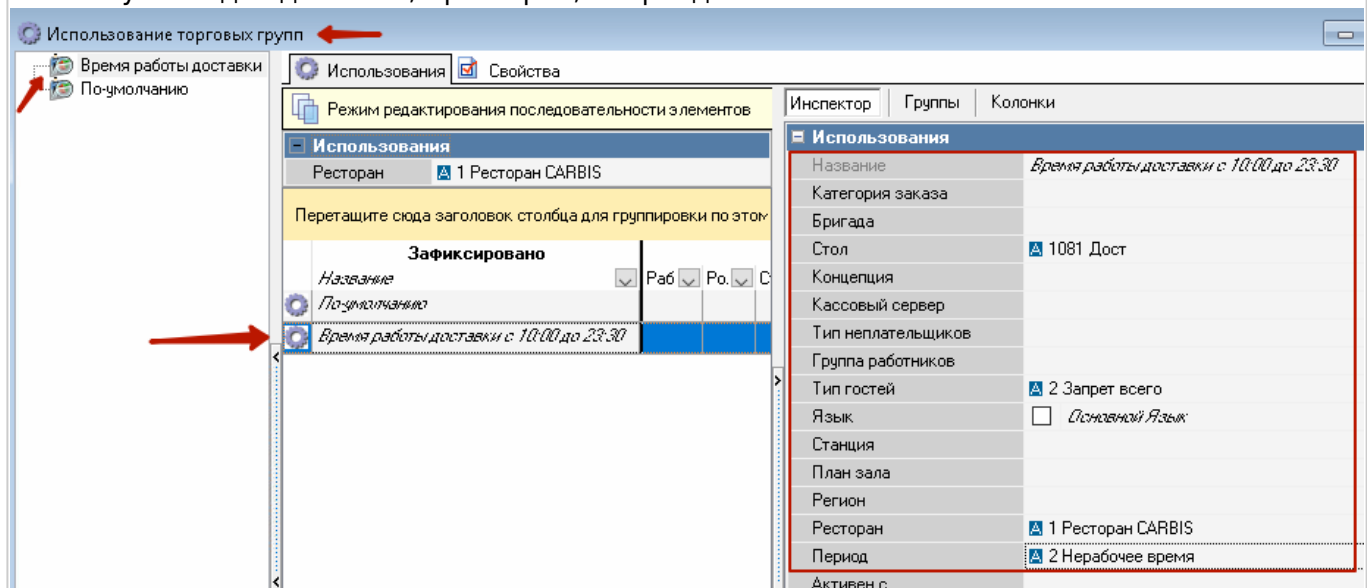 Использование торговых групп
Время работы доставки
По-умолчанию
Использования Свойства
Режим редактирования последовательности элементов
Использования
Ресторан 1 Ресторан CARBIS
Перетащите сюда заголовок столбца для группировки по этом
Зафиксировано
Название Раб Ро. С
По-умолчанию
Время работы доставки с 10:00 до 23:30
Инспектор Группы Колонки
Использования
Название Время работы доставки с 10:00 до 23:30
Категория заказа
Бригада
Стол 1081 Дост
Концепция
Кассовый сервер
Тип неплательщиков
Группа работников
Тип гостей 2 Запрет всего
Язык Основной Язык
Станция
План зала
Регион
Ресторан 1 Ресторан CARBIS
Период 2 Нерабочее время
Активен с